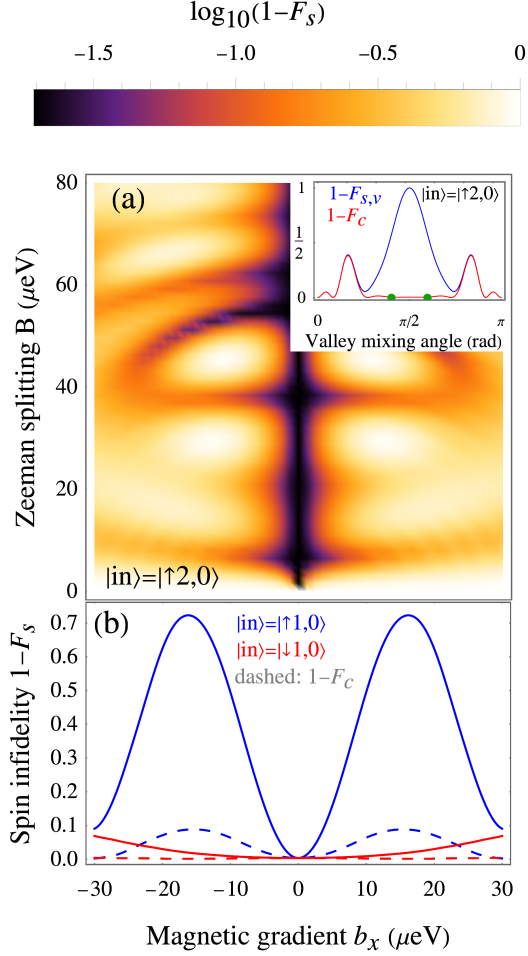 log10(1−Fs)
−1.5 −1.0 −0.5 0
(a)
80
60
40
20
0
Zeeman splitting B (μeV)
1−Fs,v
|in⟩=|↑2,0⟩
1−Fc
1
1/2
0
0 π/2 π
Valley mixing angle (rad)
|in⟩=|↑2,0⟩
(b)
|in⟩=|↑1,0⟩
|in⟩=|↓1,0⟩
dashed: 1−Fc
0.7
0.6
0.5
0.4
0.3
0.2
0.1
0.0
Spin infidelity 1−Fs
−30 −20 −10 0 10 20 30
Magnetic gradient bx (μeV)